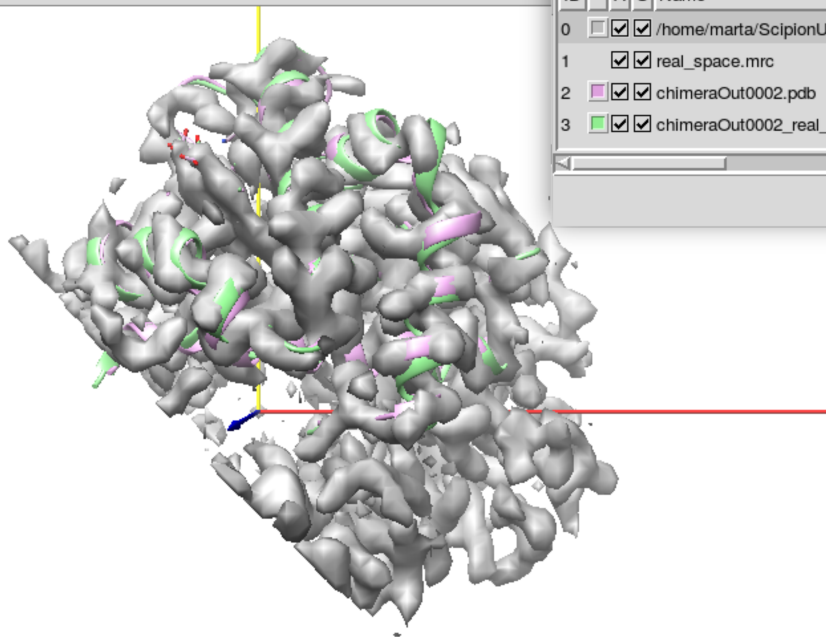 0 /home/marta/ScipionU
1 real_space.mrc
2 chimeraOut0002.pdb
3 chimeraOut0002_real_